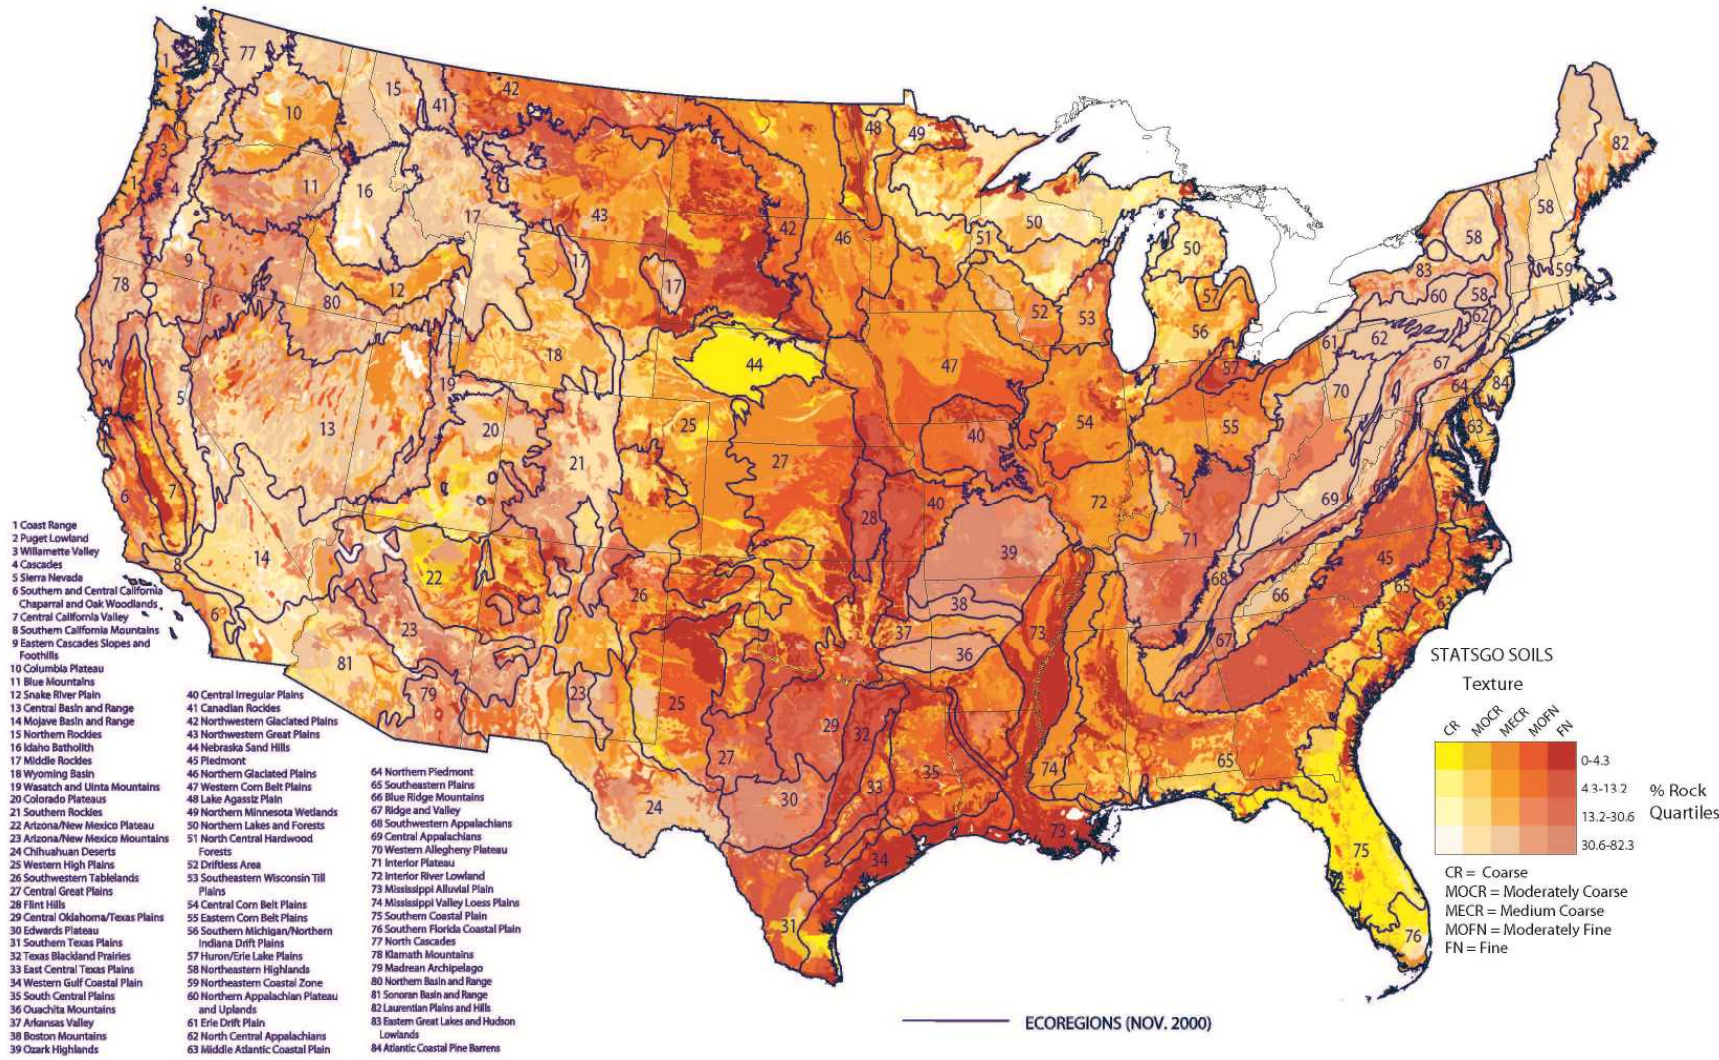 1 Coast Range
2 Puget Lowland
3 Willamette Valley
4 Cascades
5 Sierra Nevada
6 Southern and Central California
Chaparral and Oak Woodlands
7 Central California Valley
8 Southern California Mountains
9 Eastern Cascades Slopes and
Foothills
10 Columbia Plateau
11 Blue Mountains
12 Snake River Plain
13 Central Basin and Range
14 Mojave Basin and Range
15 Northern Rockies
16 Idaho Batholith
17 Middle Rockies
18 Wyoming Basin
19 Wasatch and Uinta Mountains
20 Colorado Plateaus
21 Southern Rockies
22 Arizona/New Mexico Plateau
23 Arizona/New Mexico Mountains
24 Chihuahuan Deserts
25 Western High Plains
26 Southwestern Tablelands
27 Central Great Plains
28 Flint Hills
29 Central Oklahoma/Texas Plains
30 Edwards Plateau
31 Southern Texas Plains
32 Texas Blackland Prairies
33 East Central Texas Plains
34 Western Gulf Coastal Plain
35 South Central Plains
36 Ouachita Mountains
37 Arkansas Valley
38 Boston Mountains
39 Ozark Highlands
40 Central Irregular Plains
41 Canadian Rockies
42 Northwestern Glaciated Plains
43 Northwestern Great Plains
44 Nebraska Sand Hills
45 Piedmont
46 Northern Glaciated Plains
47 Western Corn Belt Plains
48 Lake Agassiz Plain
49 Northern Minnesota Wetlands
50 Northern Lakes and Forests
51 North Central Hardwood
Forests
52 Driftless Area
53 Southeastern Wisconsin Till
Plains
54 Central Corn Belt Plains
55 Eastern Corn Belt Plains
56 Southern Michigan/Northern
Indiana Drift Plains
57 Huron/Erie Lake Plains
58 Northeastern Highlands
59 Northeastern Coastal Zone
60 Northern Appalachian Plateau
and Uplands
61 Erie Drift Plain
62 North Central Appalachians
63 Middle Atlantic Coastal Plain
64 Northern Piedmont
65 Southeastern Plains
66 Blue Ridge Mountains
67 Ridge and Valley
68 Southwestern Appalachians
69 Central Appalachians
70 Western Allegheny Plateau
71 Interior Plateau
72 Interior River Lowland
73 Mississippi Alluvial Plain
74 Mississippi Valley Loess Plains
75 Southern Coastal Plain
76 Southern Florida Coastal Plain
77 North Cascades
78 Klamath Mountains
79 Madrean Archipelago
80 Northern Basin and Range
81 Sonoran Basin and Range
82 Laurentian Plains and Hills
83 Eastern Great Lakes and Hudson
Lowlands
84 Atlantic Coastal Pine Barrens
ECOREGIONS (NOV. 2000)
STATSGO SOILS
Texture
CR MOCR MECR MOFN FN
0-4.3
4.3-13.2
13.2-30.6
30.6-82.3
% Rock
Quartiles
CR = Coarse
MOCR = Moderately Coarse
MECR = Medium Coarse
MOFN = Moderately Fine
FN = Fine